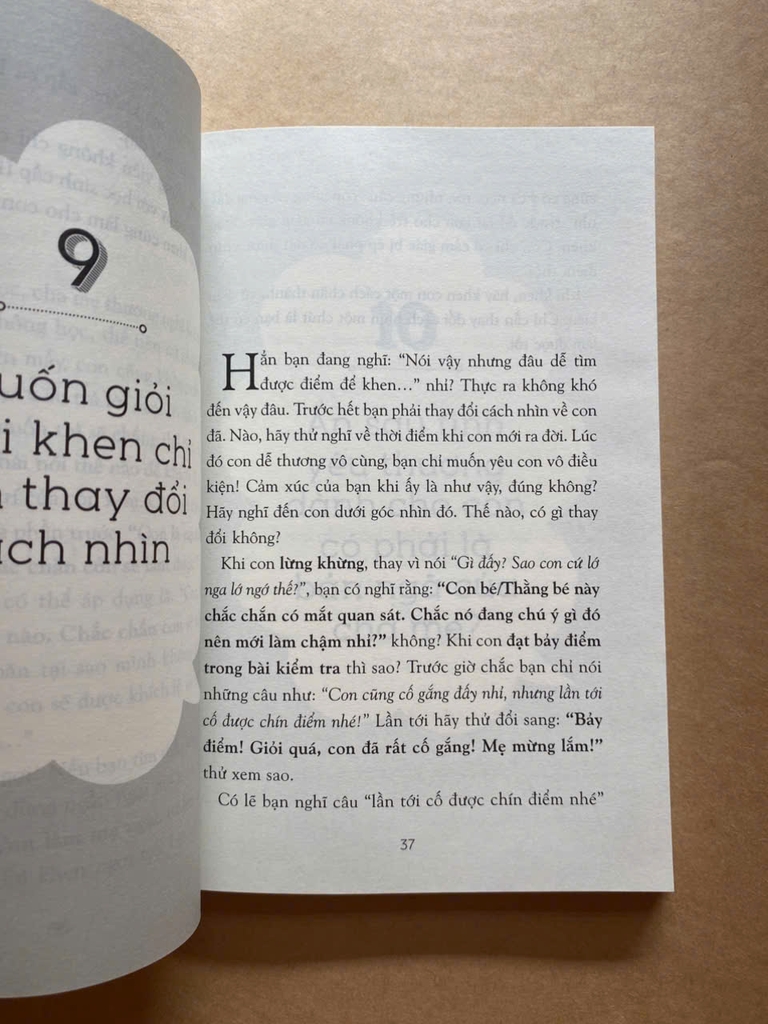 9
uốn giỏi
i khen chỉ
thay đổi
ách nhìn
Hẳn bạn đang nghĩ: “Nói vậy nhưng đâu dễ tìm
được điểm để khen...” nhỉ? Thực ra không khó
đến vậy đâu. Trước hết bạn phải thay đổi cách nhìn về con
đã. Nào, hãy thử nghĩ về thời điểm khi con mới ra đời. Lúc
đó con dễ thương vô cùng, bạn chỉ muốn yêu con vô điều
kiện! Cảm xúc của bạn khi ấy là như vậy, đúng không?
Hãy nghĩ đến con dưới góc nhìn đó. Thế nào, có gì thay
đổi không?
Khi con lừng khừng, thay vì nói “Gì đấy? Sao con cứ lớ
nga lớ ngớ thế?”, bạn có nghĩ rằng: “Con bé/Thằng bé này
chắc chắn có mắt quan sát. Chắc nó đang chú ý gì đó
nên mới làm chậm nhỉ?” không? Khi con đạt bảy điểm
trong bài kiểm tra thì sao? Trước giờ chắc bạn chỉ nói
những câu như: “Con cũng cố gắng đấy nhỉ, nhưng lần tới
cố được chín điểm nhé!” Lần tới hãy thử đổi sang: “Bảy
điểm! Giỏi quá, con đã rất cố gắng! Mẹ mừng lắm!”
thử xem sao.
Có lẽ bạn nghĩ câu “lần tới cố được chín điểm nhé”
37